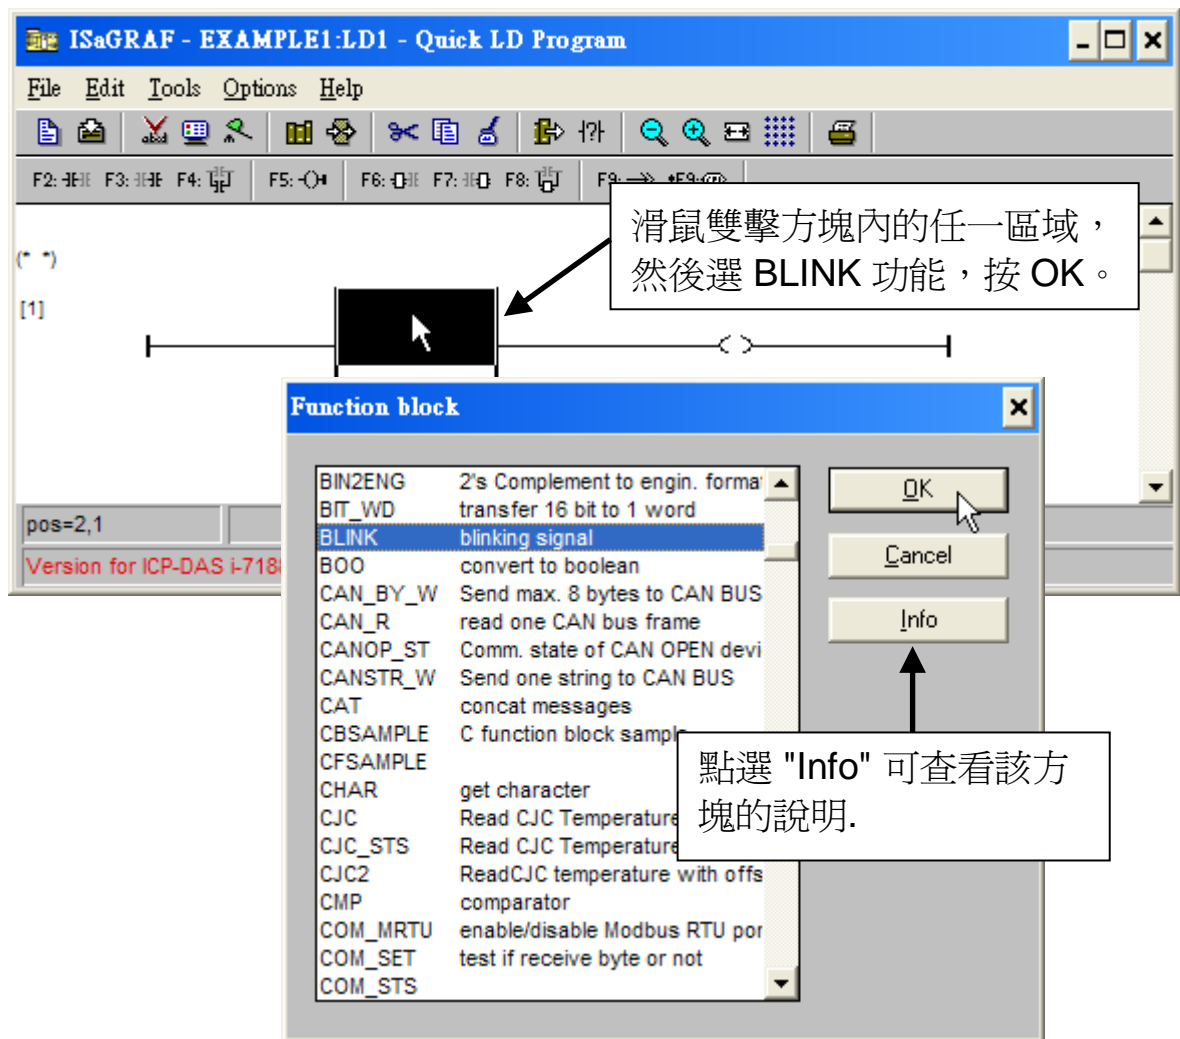 ISaGRAF - EXAMPLE1:LD1 - Quick LD Program
File Edit Tools Options Help
F2: F3: F4: F5: F6: F7: F8: F9: *F9:
滑鼠雙擊方塊內的任一區域，
然後選 BLINK 功能，按 OK。
(* *)
[1]
Function block
BIN2ENG 2's Complement to engin. format
BIT_WD transfer 16 bit to 1 word
BLINK blinking signal
BOO convert to boolean
CAN_BY_W Send max. 8 bytes to CAN BUS
CAN_R read one CAN bus frame
CANOP_ST Comm. state of CAN OPEN devi
CANSTR_W Send one string to CAN BUS
CAT concat messages
CBSAMPLE C function block sample
CFSAMPLE
CHAR get character
CJC Read CJC Temperature
CJC_STS Read CJC Temperature
CJC2 ReadCJC temperature with offs
CMP comparator
COM_MRTU enable/disable Modbus RTU por
COM_SET test if receive byte or not
COM_STS
OK
Cancel
Info
點選 "Info" 可查看該方
塊的說明.
pos=2,1
Version for ICP-DAS i-718